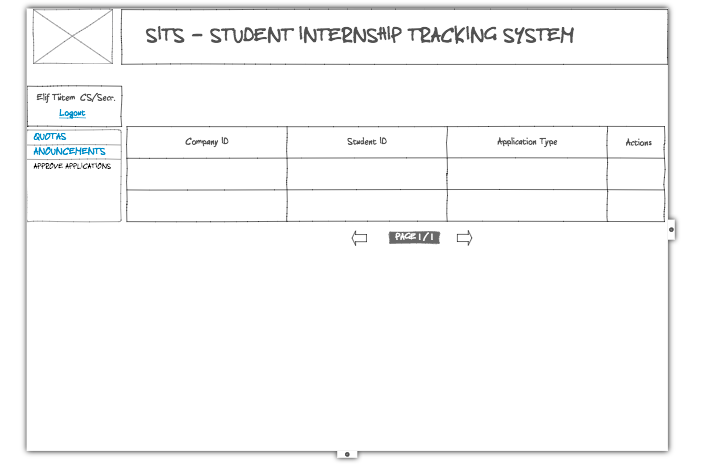 SITS - STUDENT INTERNSHIP TRACKING SYSTEM
Elif Tütem CS/Secr.
Logout
QUOTAS
ANOUNCEMENTS
APPROVE APPLICATIONS
Company ID Student ID Application Type Actions
PAGE 1/1